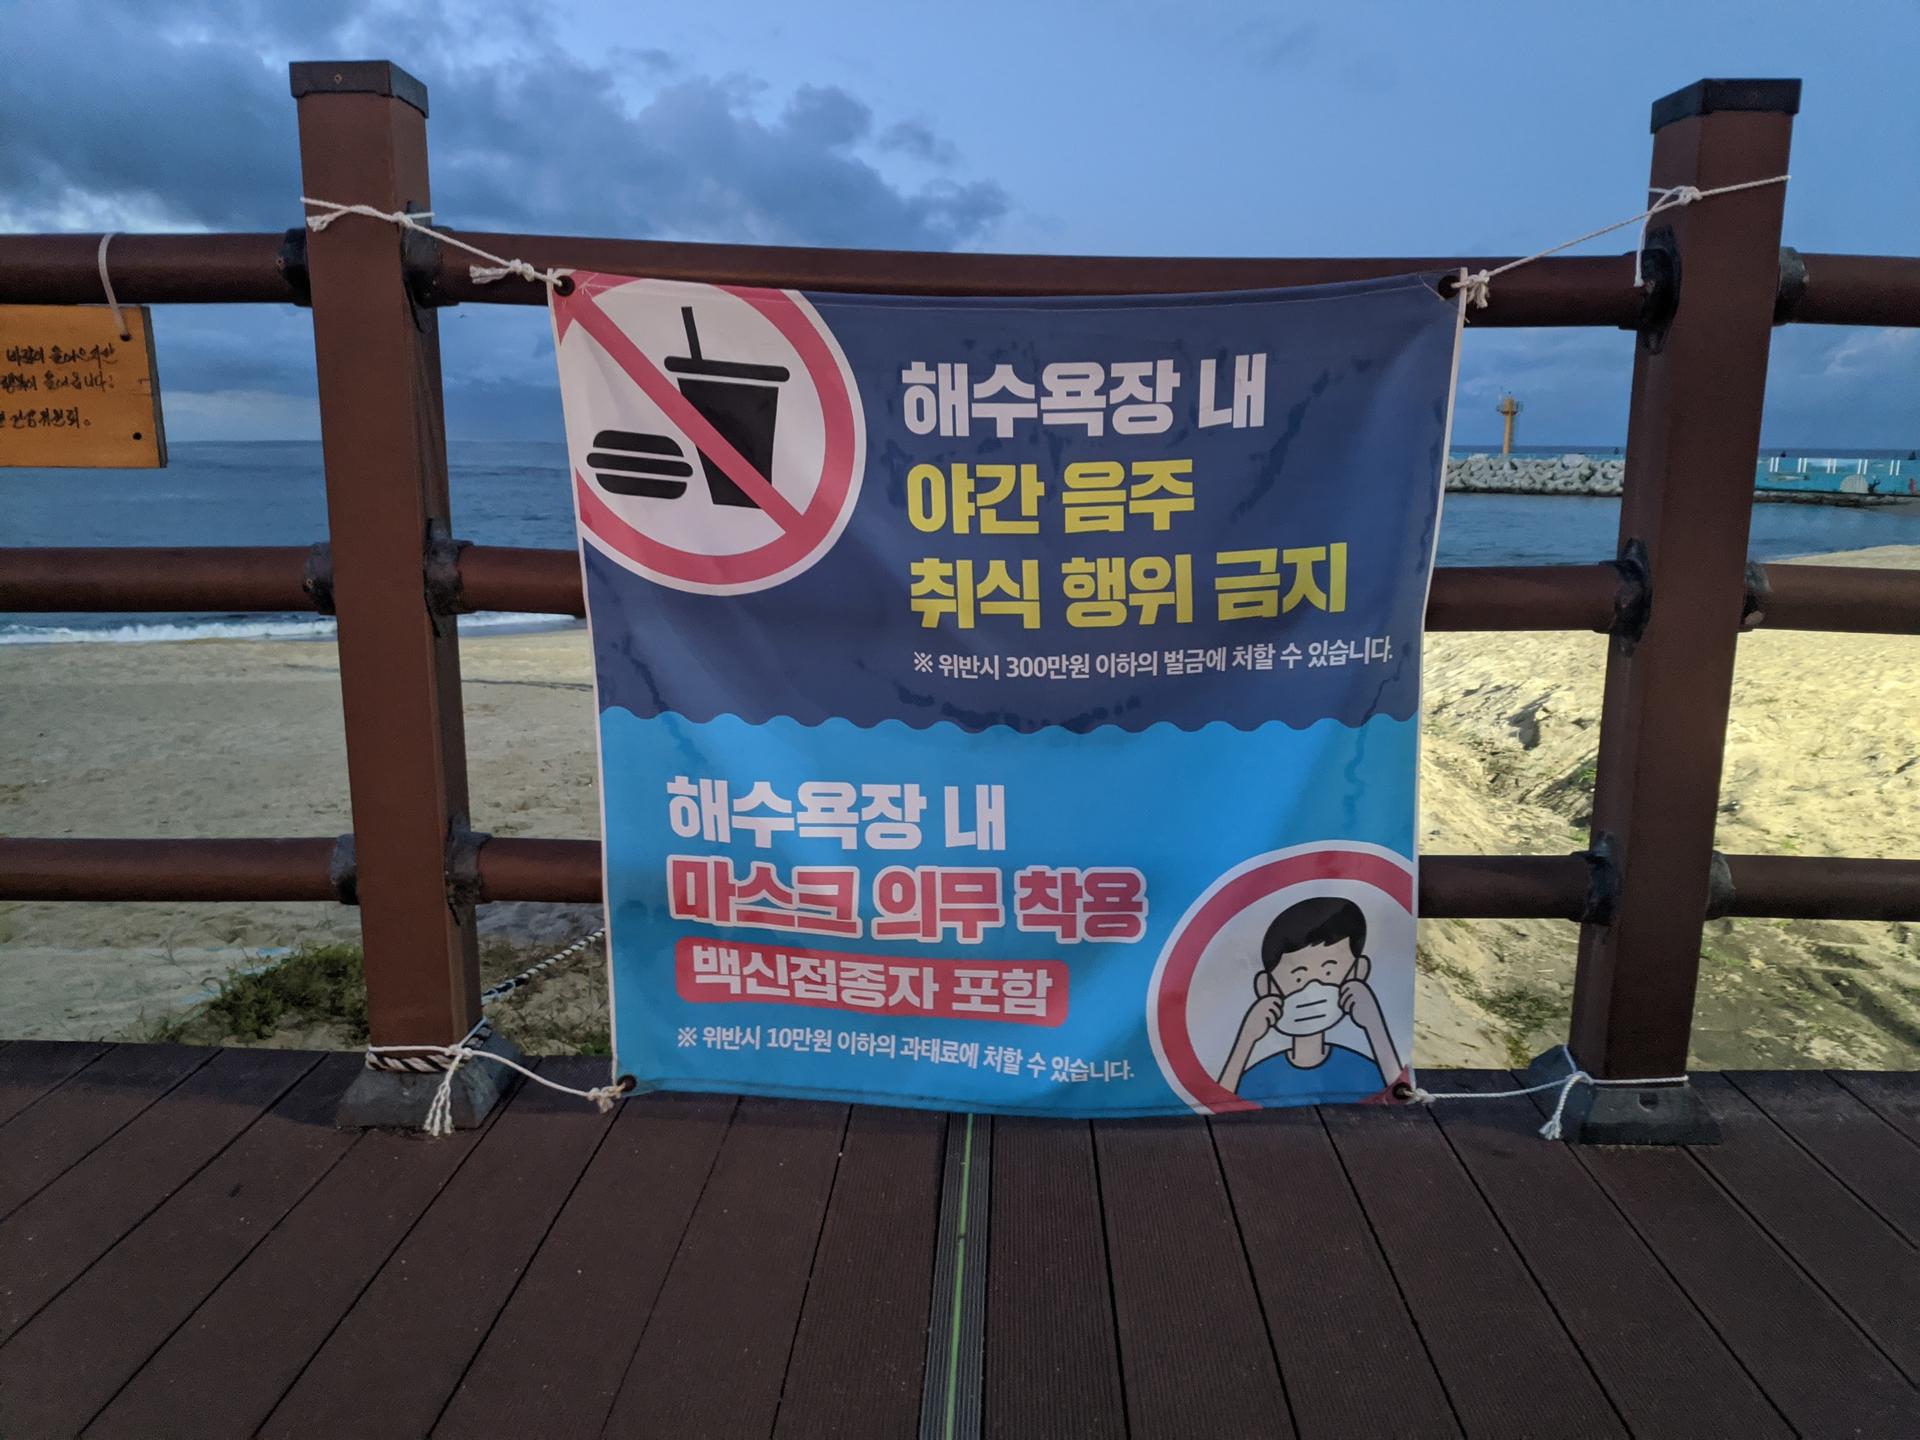 해수욕장 내
야간 음주
취식 행위 금지
※ 위반시 300만원 이하의 벌금에 처할 수 있습니다.
해수욕장 내
마스크 의무 착용
백신접종자 포함
※ 위반시 10만원 이하의 과태료에 처할 수 있습니다.